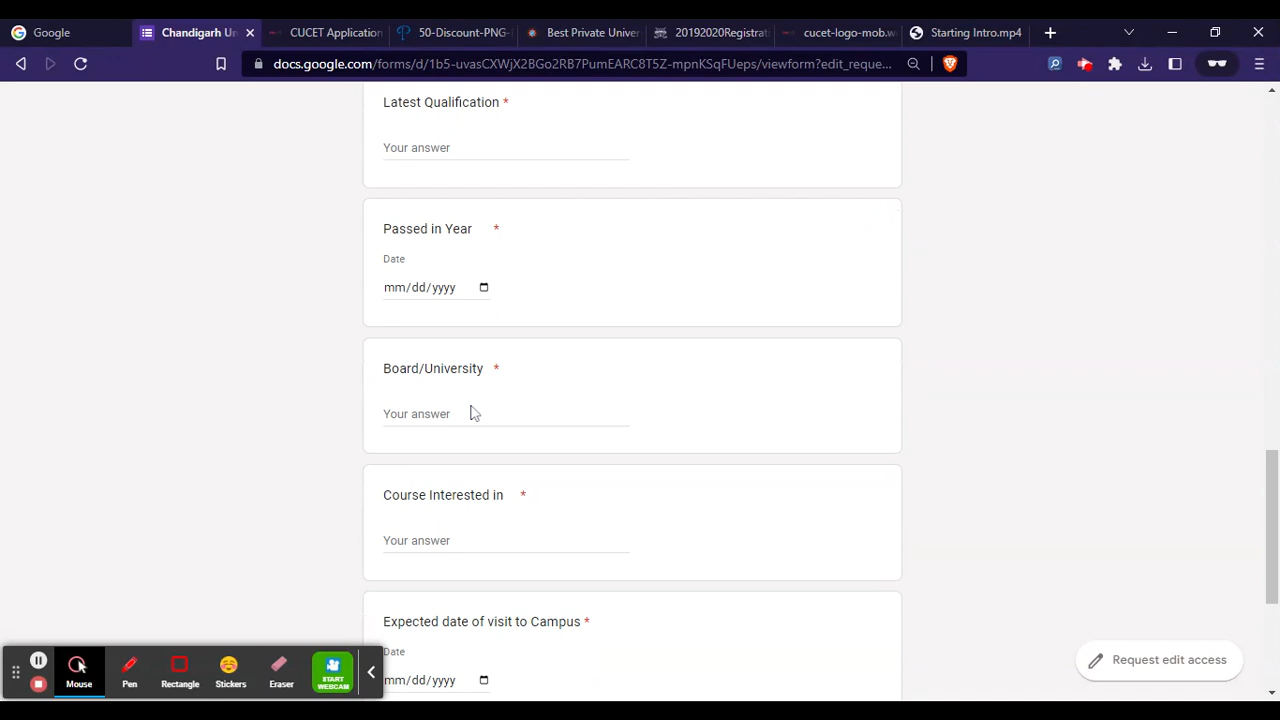 Google
Chandigarh Un
CUCET Application
50-Discount-PNG-
Best Private Univer
20192020Registrat
cucet-logo-mob.w
Starting Intro.mp4
docs.google.com/forms/d/1b5-uvasCXWjX2BGo2RB7PumEARC8T5Z-mpnKSqFUeps/viewform?edit_reque...
Latest Qualification *
Your answer
Passed in Year *
Date
mm/dd/yyyy
Board/University *
Your answer
Course Interested in *
Your answer
Expected date of visit to Campus *
Date
mm/dd/yyyy
Request edit access
Mouse
Pen
Rectangle
Stickers
Eraser
START
WEBCAM